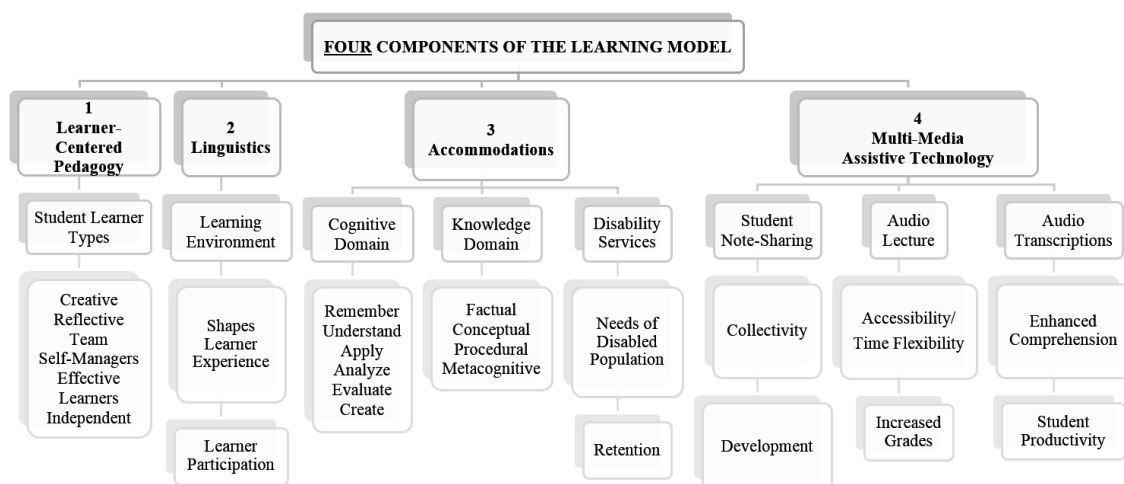 FOUR COMPONENTS OF THE LEARNING MODEL
1
Learner-
Centered
Pedagogy
2
Linguistics
3
Accommodations
4
Multi-Media
Assistive Technology
Student Learner
Types
Learning
Environment
Cognitive
Domain
Knowledge
Domain
Disability
Services
Student
Note-Sharing
Audio
Lecture
Audio
Transcriptions
Creative
Reflective
Team
Self-Managers
Effective
Learners
Independent
Shapes
Learner
Experience
Remember
Understand
Apply
Analyze
Evaluate
Create
Factual
Conceptual
Procedural
Metacognitive
Needs of
Disabled
Population
Collectivity
Accessibility/
Time Flexibility
Enhanced
Comprehension
Learner
Participation
Retention
Development
Increased
Grades
Student
Productivity